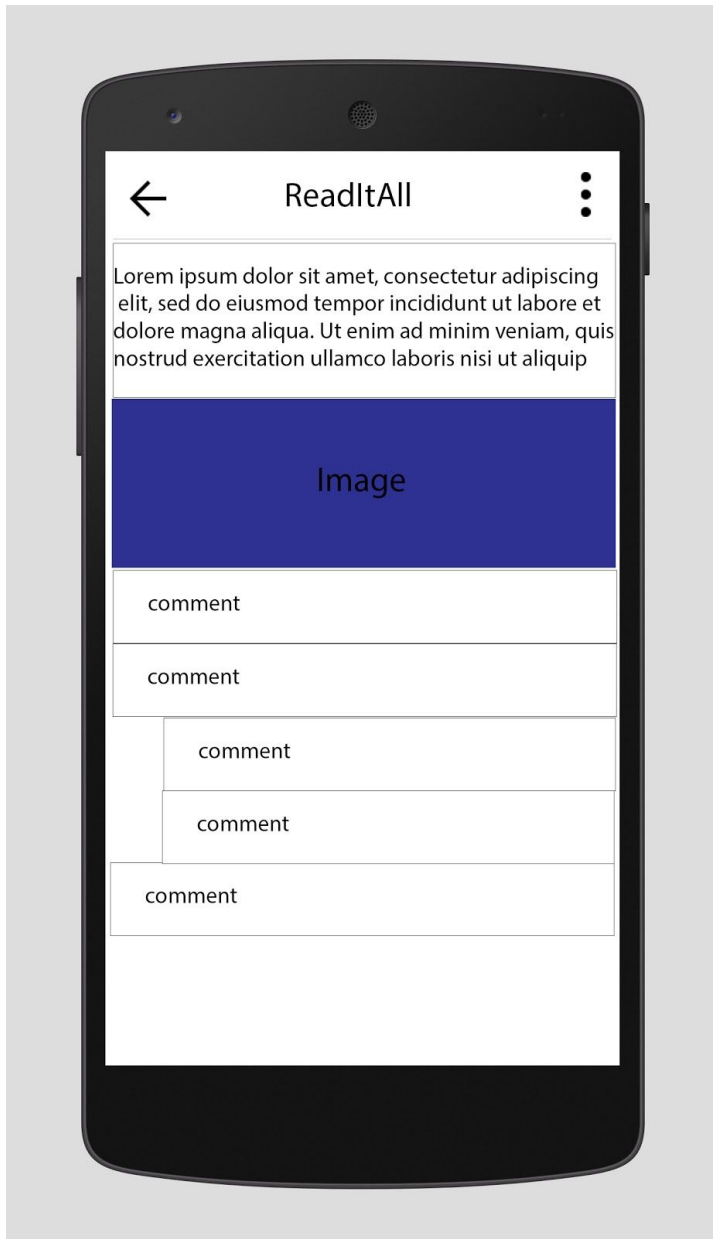 ReadItAll
Lorem ipsum dolor sit amet, consectetur adipiscing
elit, sed do eiusmod tempor incididunt ut labore et
dolore magna aliqua. Ut enim ad minim veniam, quis
nostrud exercitation ullamco laboris nisi ut aliquip
Image
comment
comment
comment
comment
comment